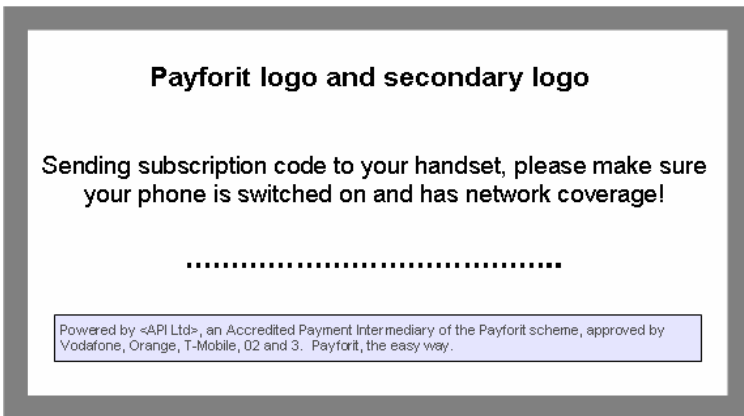 Payforit logo and secondary logo
Sending subscription code to your handset, please make sure
your phone is switched on and has network coverage!
.............................................
Powered by <API Ltd>, an Accredited Payment Intermediary of the Payforit scheme, approved by
Vodafone, Orange, T-Mobile, 02 and 3.  Payforit, the easy way.